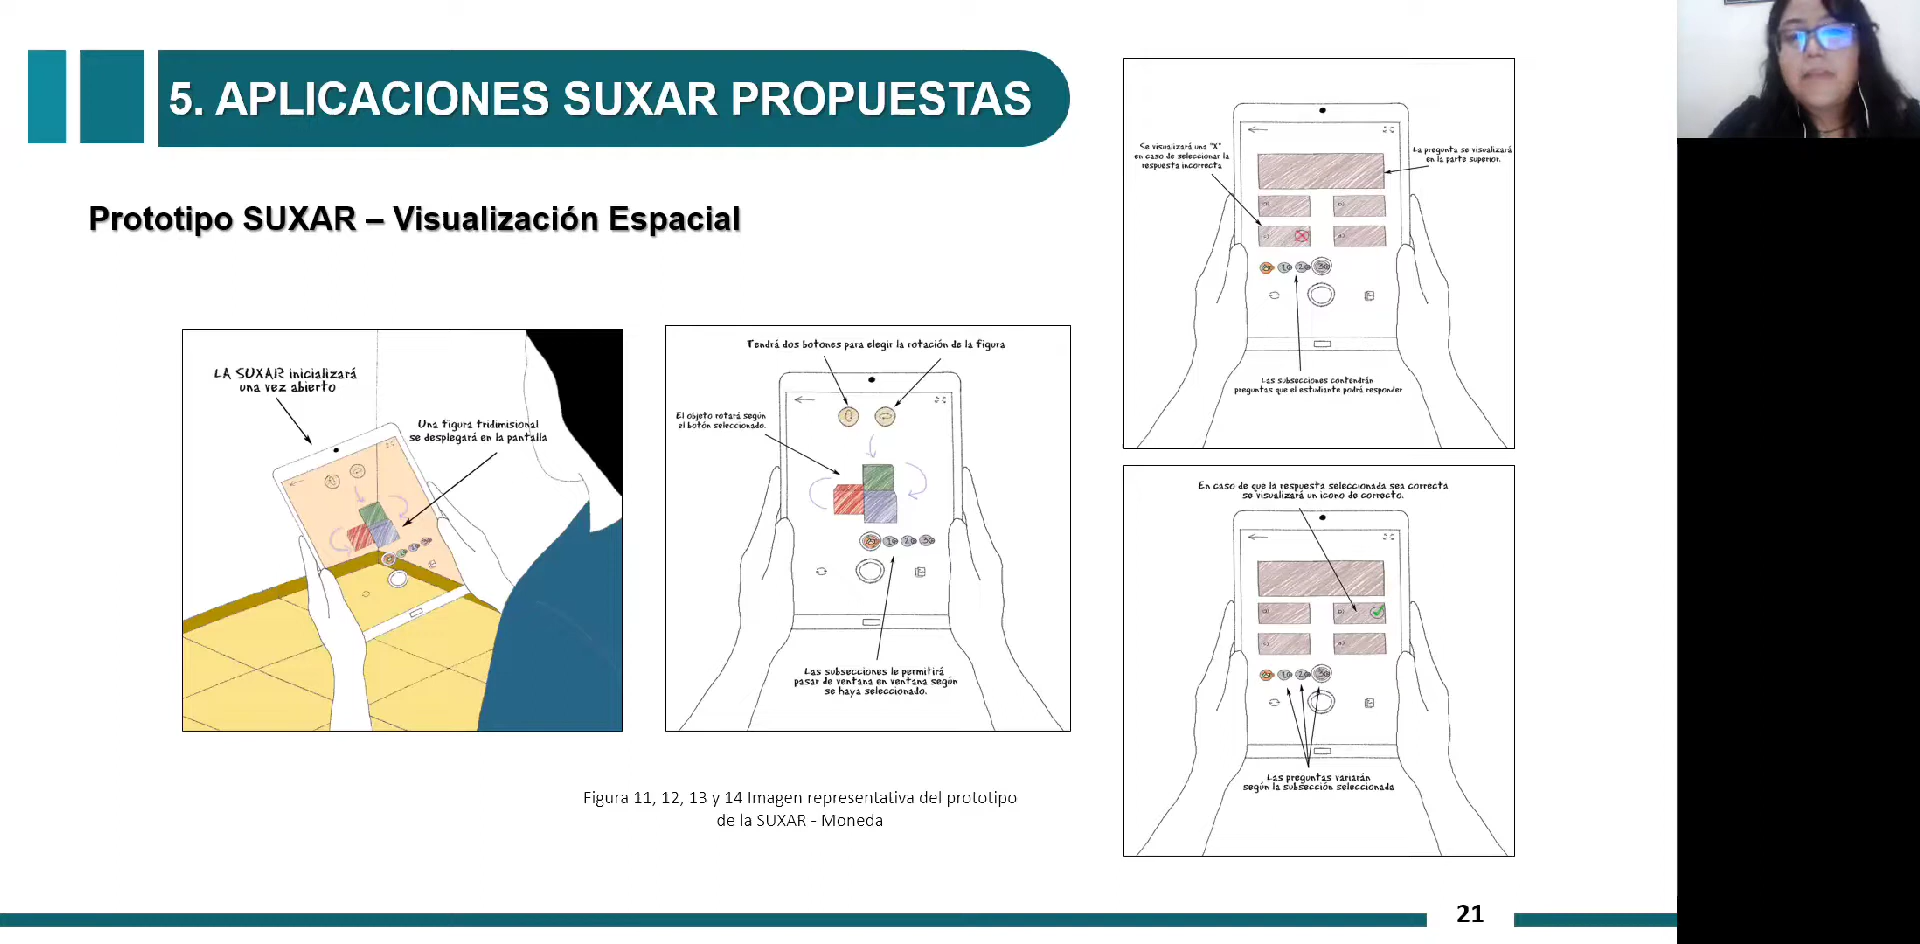 5. APLICACIONES SUXAR PROPUESTAS
Prototipo SUXAR – Visualización Espacial
LA SUXAR inicializará
una vez abierto
Una figura tridimisional
se desplegará en la pantalla
Tendrá dos botones para elegir la rotación de la figura
El objeto rotará según
el botón seleccionado.
Las subsecciones le permitirá
pasar de ventana en ventana según
se haya seleccionado.
Se visualizará una "X"
en caso de seleccionar la
respuesta incorrecta
La pregunta se visualizará
en la parte superior.
Las subsecciones contendrán
preguntas que el estudiante podrá responder
En caso de que la respuesta seleccionada sea correcta
se visualizará un icono de correcto.
Las preguntas variarán
según la subsección seleccionada
Figura 11, 12, 13 y 14 Imagen representativa del prototipo
de la SUXAR - Moneda
21